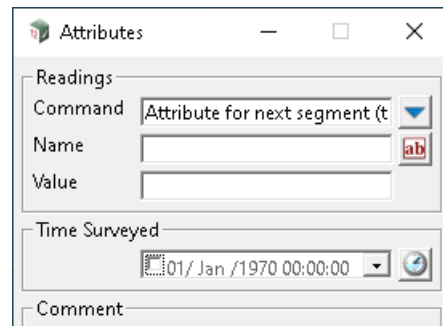 Attributes
Readings
Command Attribute for next segment (t
Name ab
Value
Time Surveyed
01/ Jan /1970 00:00:00
Comment